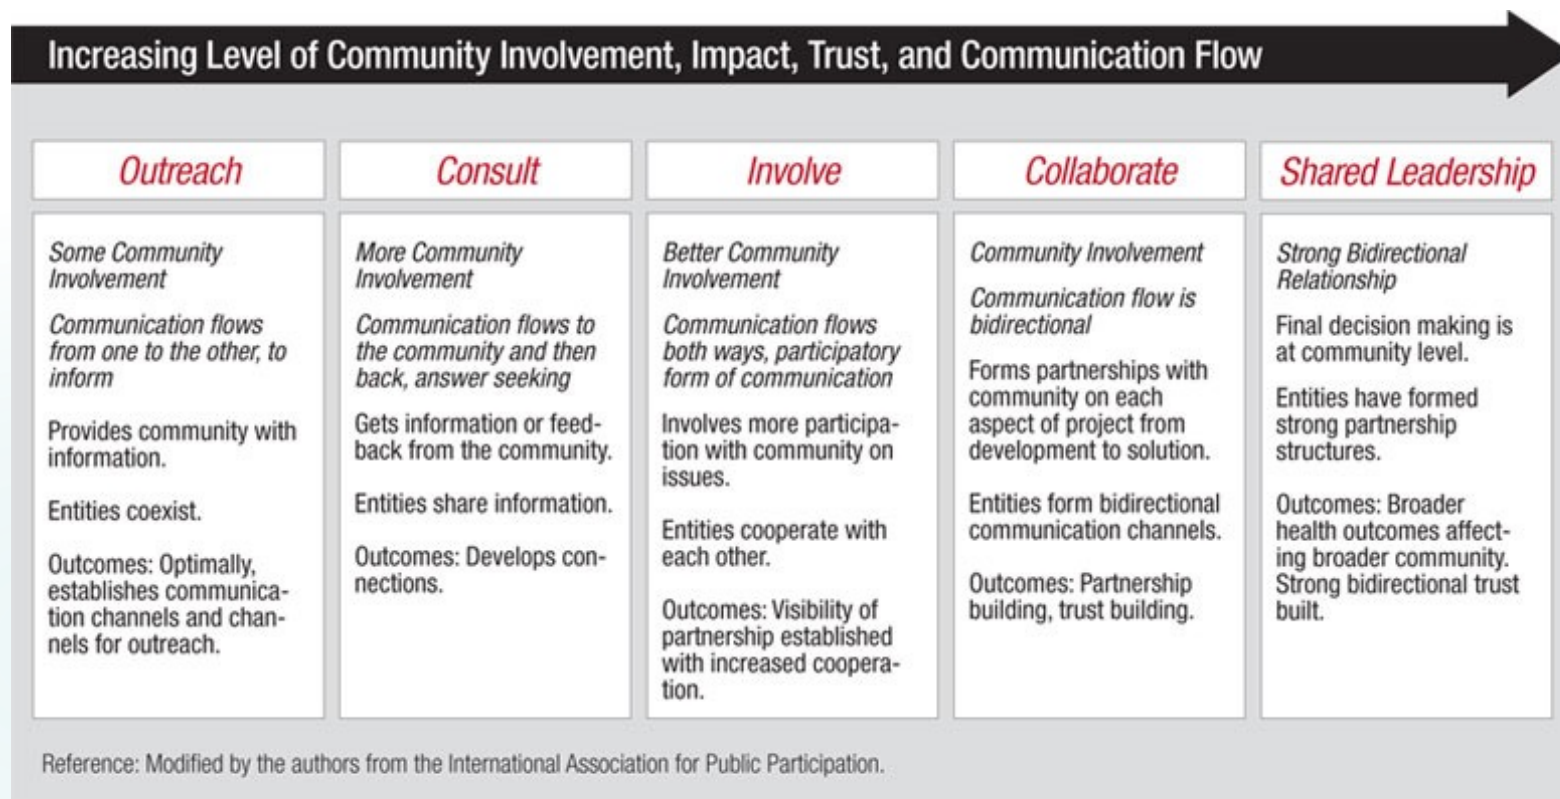 Increasing Level of Community Involvement, Impact, Trust, and Communication Flow
Outreach
Some Community
Involvement
Communication flows
from one to the other, to
inform
Provides community with
information.
Entities coexist.
Outcomes: Optimally,
establishes communica-
tion channels and chan-
nels for outreach.
Consult
More Community
Involvement
Communication flows to
the community and then
back, answer seeking
Gets information or feed-
back from the community.
Entities share information.
Outcomes: Develops con-
nections.
Involve
Better Community
Involvement
Communication flows
both ways, participatory
form of communication
Involves more participa-
tion with community on
issues.
Entities cooperate with
each other.
Outcomes: Visibility of
partnership established
with increased coopera-
tion.
Collaborate
Community Involvement
Communication flow is
bidirectional
Forms partnerships with
community on each
aspect of project from
development to solution.
Entities form bidirectional
communication channels.
Outcomes: Partnership
building, trust building.
Shared Leadership
Strong Bidirectional
Relationship
Final decision making is
at community level.
Entities have formed
strong partnership
structures.
Outcomes: Broader
health outcomes affect-
ing broader community.
Strong bidirectional trust
built.
Reference: Modified by the authors from the International Association for Public Participation.